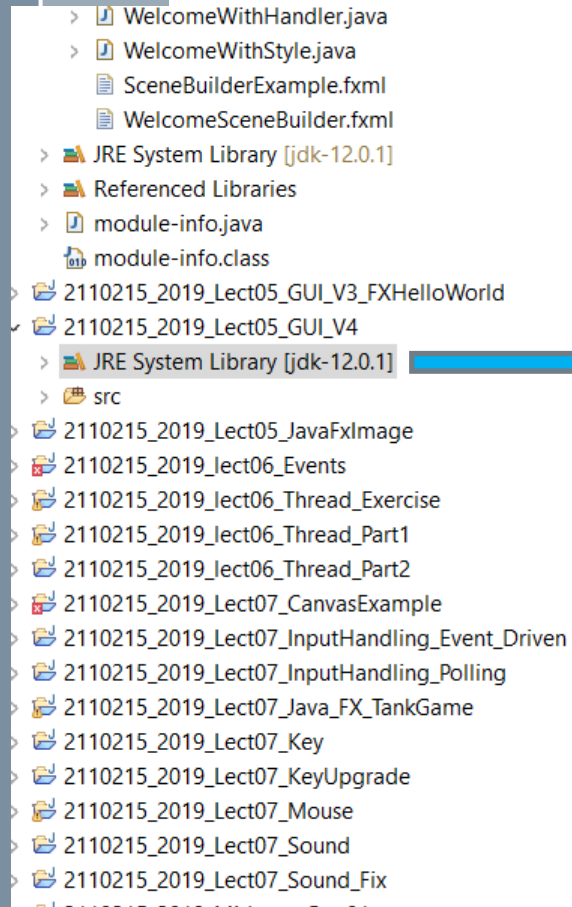 WelcomeWithHandler.java
WelcomeWithStyle.java
SceneBuilderExample.fxml
WelcomeSceneBuilder.fxml
JRE System Library [jdk-12.0.1]
Referenced Libraries
module-info.java
module-info.class
2110215_2019_Lect05_GUI_V3_FXHelloWorld
2110215_2019_Lect05_GUI_V4
JRE System Library [jdk-12.0.1]
src
2110215_2019_Lect05_JavaFxImage
2110215_2019_lect06_Events
2110215_2019_lect06_Thread_Exercise
2110215_2019_lect06_Thread_Part1
2110215_2019_lect06_Thread_Part2
2110215_2019_Lect07_CanvasExample
2110215_2019_Lect07_InputHandling_Event_Driven
2110215_2019_Lect07_InputHandling_Polling
2110215_2019_Lect07_Java_FX_TankGame
2110215_2019_Lect07_Key
2110215_2019_Lect07_KeyUpgrade
2110215_2019_Lect07_Mouse
2110215_2019_Lect07_Sound
2110215_2019_Lect07_Sound_Fix